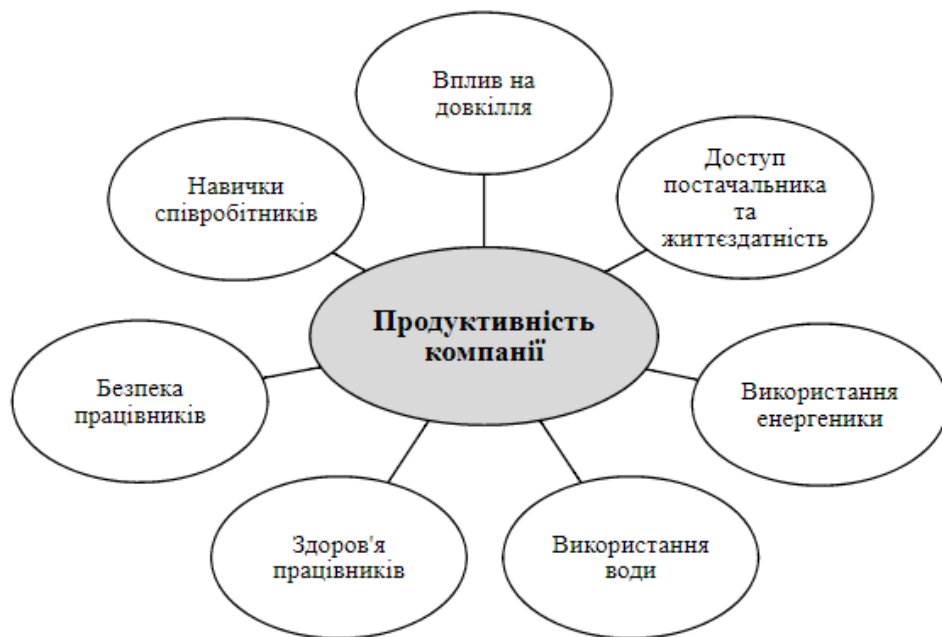 Вплив на
довкілля
Навички
співробітників
Доступ
постачальника
та
життєздатність
Продуктивність
компанії
Безпека
працівників
Використання
енергеники
Здоров'я
працівників
Використання
води